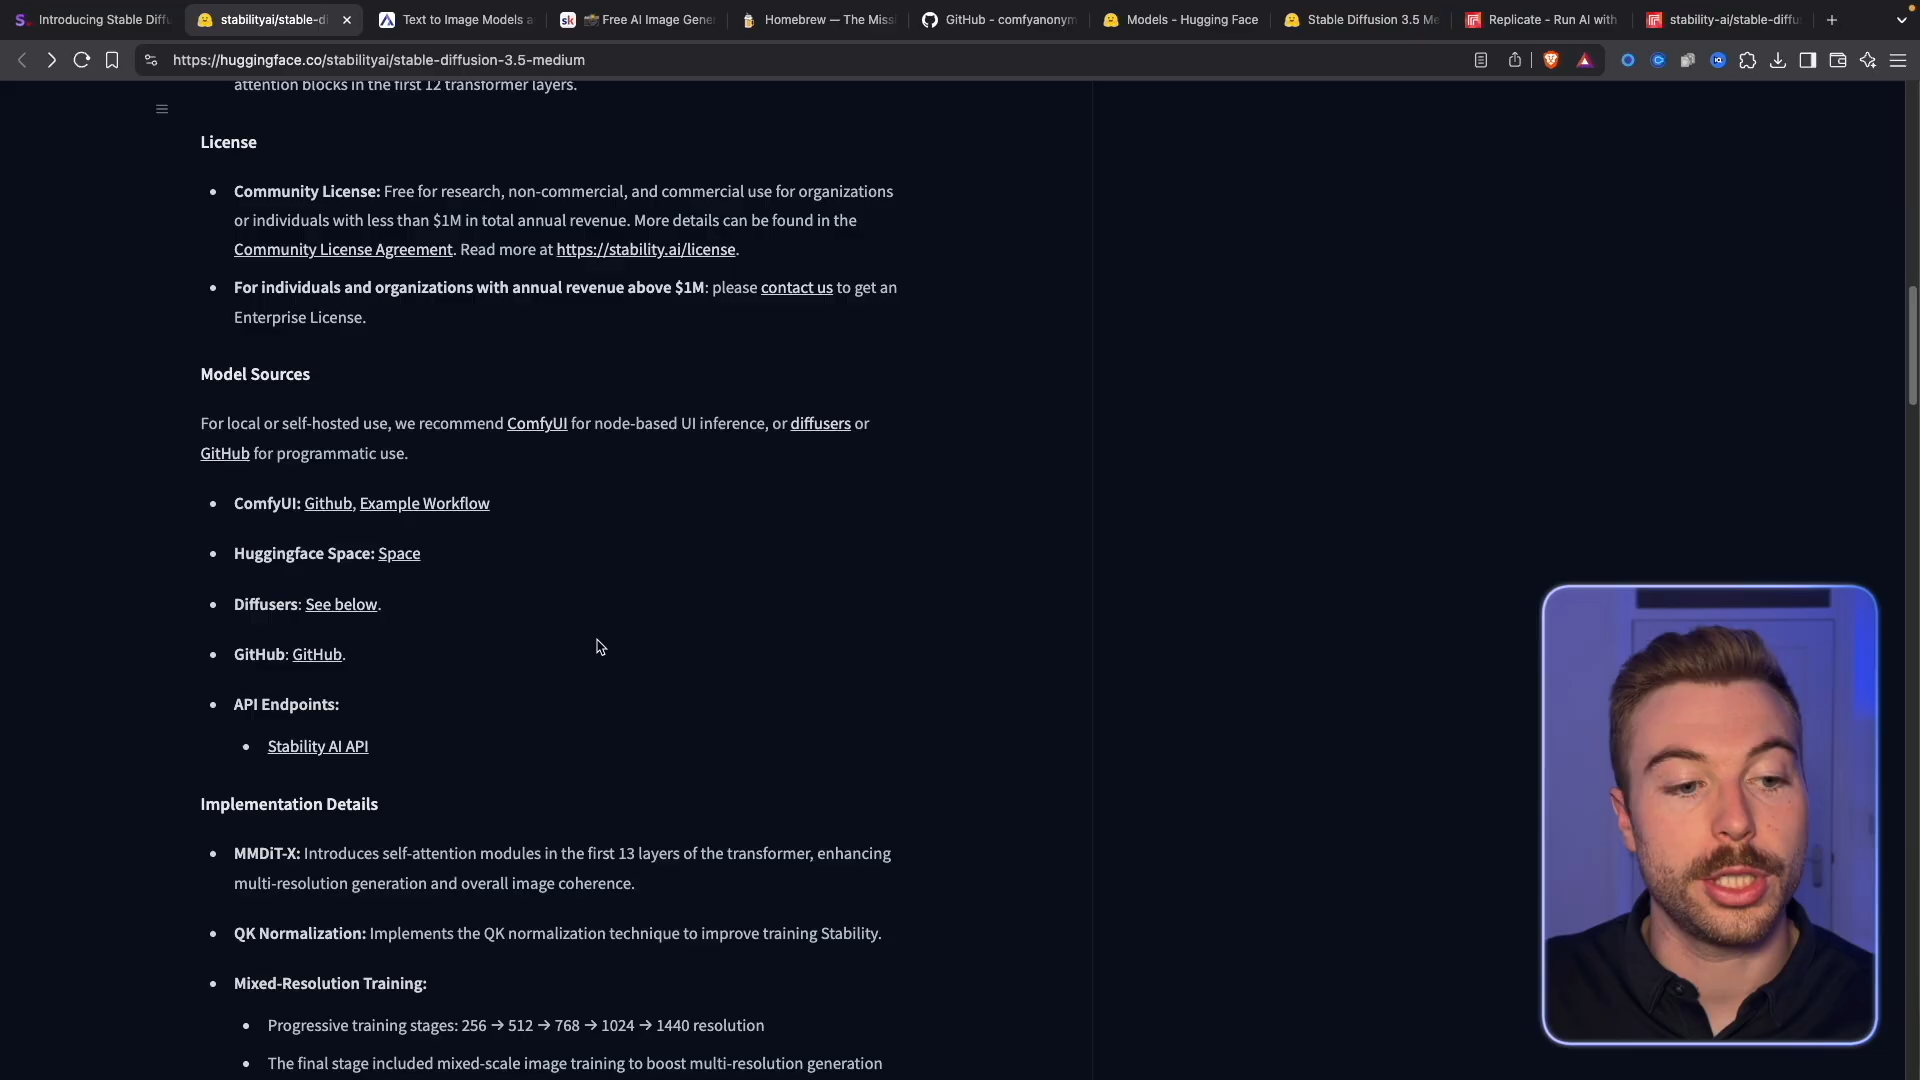 Introducing Stable Diffu
stabilityai/stable-di
Text to Image Models a
sk
Free AI Image Gener
Homebrew — The Missi
GitHub - comfyanonym
Models - Hugging Face
Stable Diffusion 3.5 Me
Replicate - Run AI with
stability-ai/stable-diffu
https://huggingface.co/stabilityai/stable-diffusion-3.5-medium
attention blocks in the first 12 transformer layers.
License
Community License: Free for research, non-commercial, and commercial use for organizations
or individuals with less than $1M in total annual revenue. More details can be found in the
Community License Agreement. Read more at https://stability.ai/license.
For individuals and organizations with annual revenue above $1M: please contact us to get an
Enterprise License.
Model Sources
For local or self-hosted use, we recommend ComfyUI for node-based UI inference, or diffusers or
GitHub for programmatic use.
ComfyUI: Github, Example Workflow
Huggingface Space: Space
Diffusers: See below.
GitHub: GitHub.
API Endpoints:
Stability AI API
Implementation Details
MMDiT-X: Introduces self-attention modules in the first 13 layers of the transformer, enhancing
multi-resolution generation and overall image coherence.
QK Normalization: Implements the QK normalization technique to improve training Stability.
Mixed-Resolution Training:
Progressive training stages: 256 → 512 → 768 → 1024 → 1440 resolution
The final stage included mixed-scale image training to boost multi-resolution generation